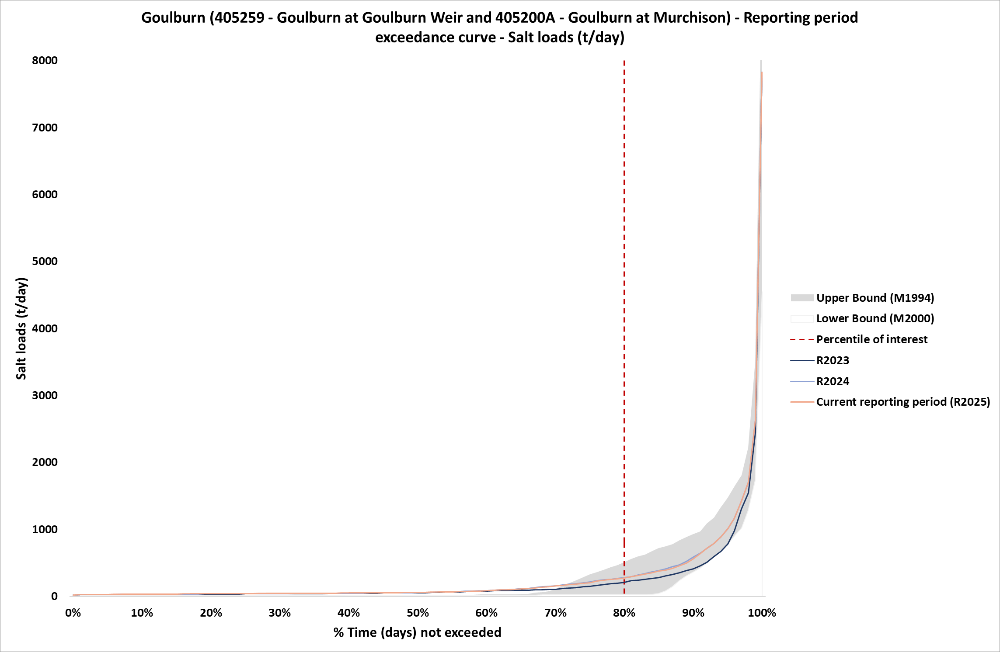 Goulburn (405259 - Goulburn at Goulburn Weir and 405200A - Goulburn at Murchison) - Reporting period
exceedance curve - Salt loads (t/day)
8000
7000
6000
5000
4000
3000
2000
1000
0
Salt loads (t/day)
0% 10% 20% 30% 40% 50% 60% 70% 80% 90% 100%
% Time (days) not exceeded
Upper Bound (M1994)
Lower Bound (M2000)
Percentile of interest
R2023
R2024
Current reporting period (R2025)